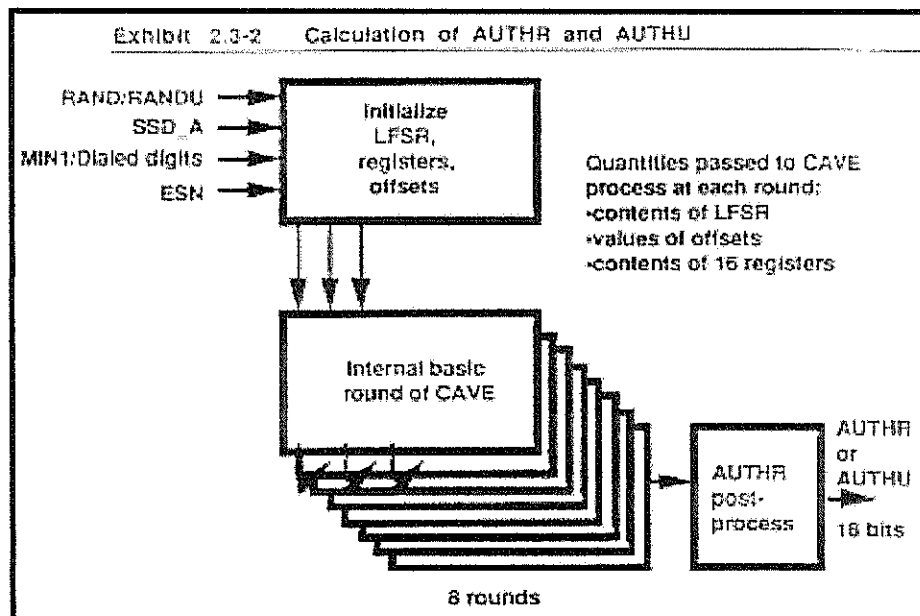 Exhibit 2.3-2 Calculation of AUTHR and AUTHU
RAND/RANDU
SSD_A
MIN1/Dialed digits
ESN
Initialize
LFSR,
registers,
offsets
Quantities passed to CAVE
process at each round:
•contents of LFSR
•values of offsets
•contents of 16 registers
Internal basic
round of CAVE
AUTHR
post-
process
AUTHR
or
AUTHU
18 bits
8 rounds